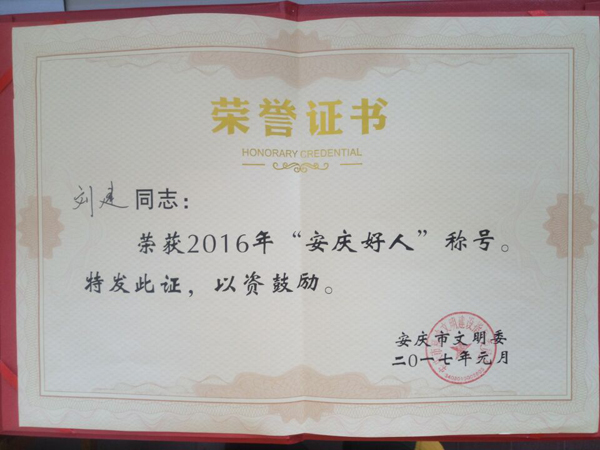 荣誉证书
HONORARY CREDENTIAL
刘建同志：
荣获2016年“安庆好人”称号。
特发此证，以资鼓励。
安庆市文明委
二〇一七年元月